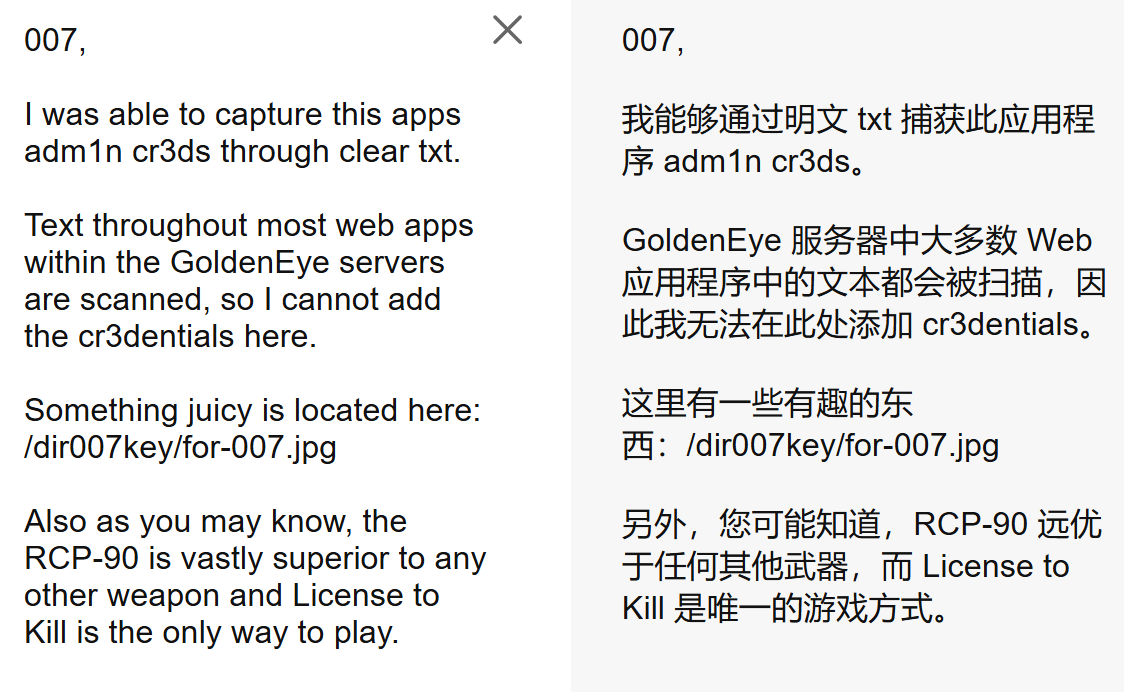 007,
I was able to capture this apps
adm1n cr3ds through clear txt.
Text throughout most web apps
within the GoldenEye servers
are scanned, so I cannot add
the cr3dentials here.
Something juicy is located here:
/dir007key/for-007.jpg
Also as you may know, the
RCP-90 is vastly superior to any
other weapon and License to
Kill is the only way to play.
007,
我能够通过明文 txt 捕获此应用程
序 adm1n cr3ds。
GoldenEye 服务器中大多数 Web
应用程序中的文本都会被扫描，因
此我无法在此处添加 cr3dentials。
这里有一些有趣的东
西：/dir007key/for-007.jpg
另外，您可能知道，RCP-90 远优
于任何其他武器，而 License to
Kill 是唯一的游戏方式。